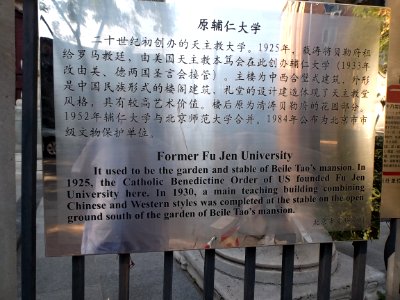 原辅仁大学
二十世纪初创办的天主教大学。1925年，载涛将贝勒府租
给罗马教廷，由美国天主教本笃会在此创办辅仁大学（1933年
改由美、德两国圣言会接管）。主楼为中西合璧式建筑，外形
是中国民族形式的楼阁建筑，礼堂的设计建造体现了天主教堂
风格，具有较高艺术价值。楼后原为清涛贝勒府的花园部分。
1952年辅仁大学与北京师范大学合并。1984年公布为北京市市
级文物保护单位。
Former Fu Jen University
It used to be the garden and stable of Beile Tao's mansion. In
1925, the Catholic Benedictine Order of US founded Fu Jen
University here. In 1930, a main teaching building combining
Chinese and Western styles was completed at the stable on the open
ground south of the garden of Beile Tao's mansion.